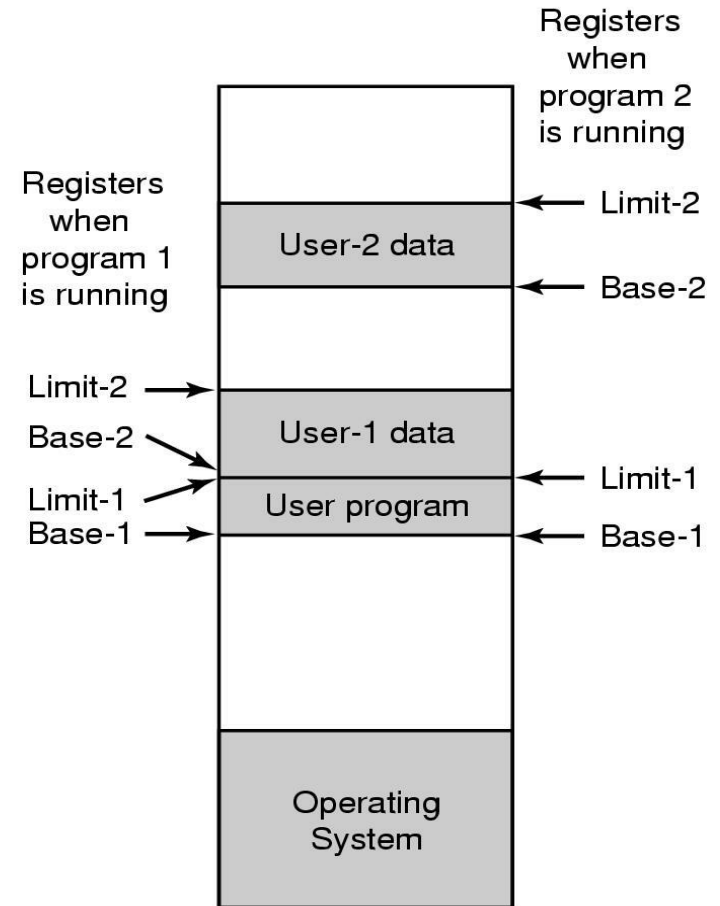 Registers
when
program 2
is running
Registers
when
program 1
is running
Limit-2
User-2 data
Base-2
Limit-2
Base-2
User-1 data
Limit-1
Limit-1
User program
Base-1
Base-1
Operating
System